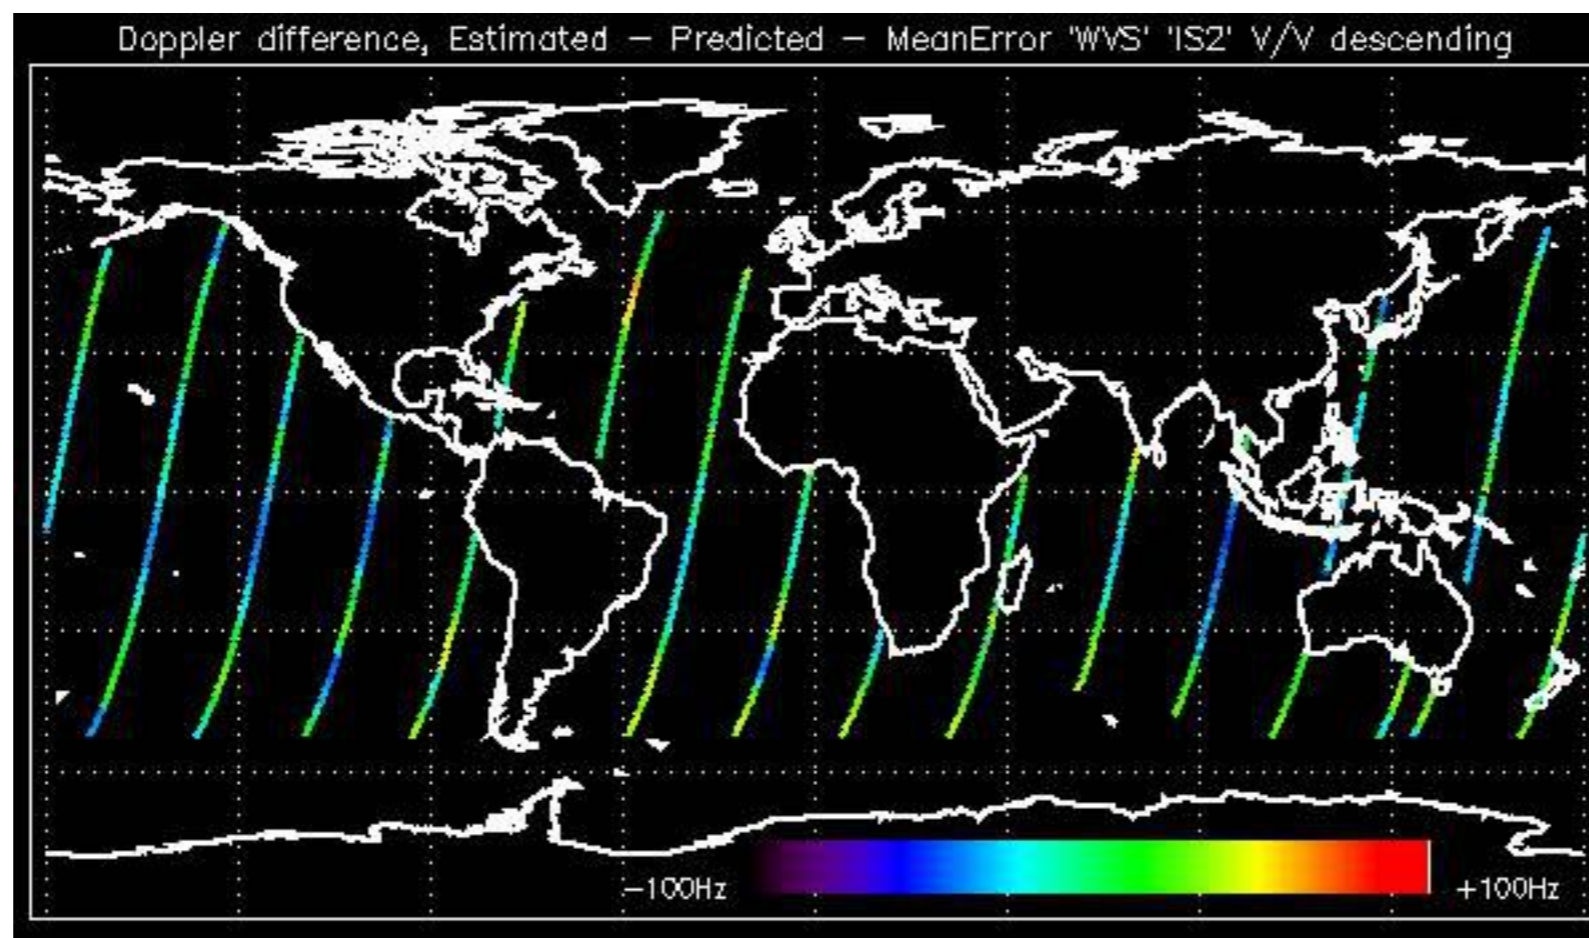 Doppler difference, Estimated – Predicted – MeanError 'WVS' 'IS2' V/V descending
–100Hz +100Hz